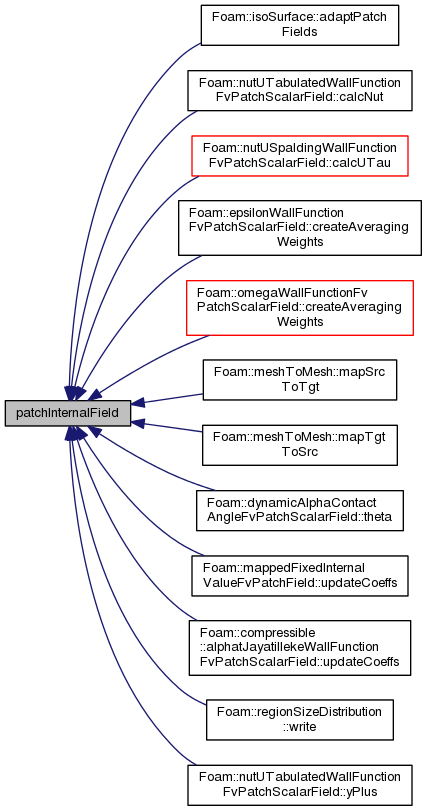 Foam::isoSurface::adaptPatch
Fields
Foam::nutUTabulatedWallFunction
FvPatchScalarField::calcNut
Foam::nutUSpaldingWallFunction
FvPatchScalarField::calcUTau
Foam::epsilonWallFunction
FvPatchScalarField::createAveraging
Weights
Foam::omegaWallFunctionFv
PatchScalarField::createAveraging
Weights
Foam::meshToMesh::mapSrc
ToTgt
patchInternalField
Foam::meshToMesh::mapTgt
ToSrc
Foam::dynamicAlphaContact
AngleFvPatchScalarField::theta
Foam::mappedFixedInternal
ValueFvPatchField::updateCoeffs
Foam::compressible
::alphatJayatillekeWallFunction
FvPatchScalarField::updateCoeffs
Foam::regionSizeDistribution
::write
Foam::nutUTabulatedWallFunction
FvPatchScalarField::yPlus